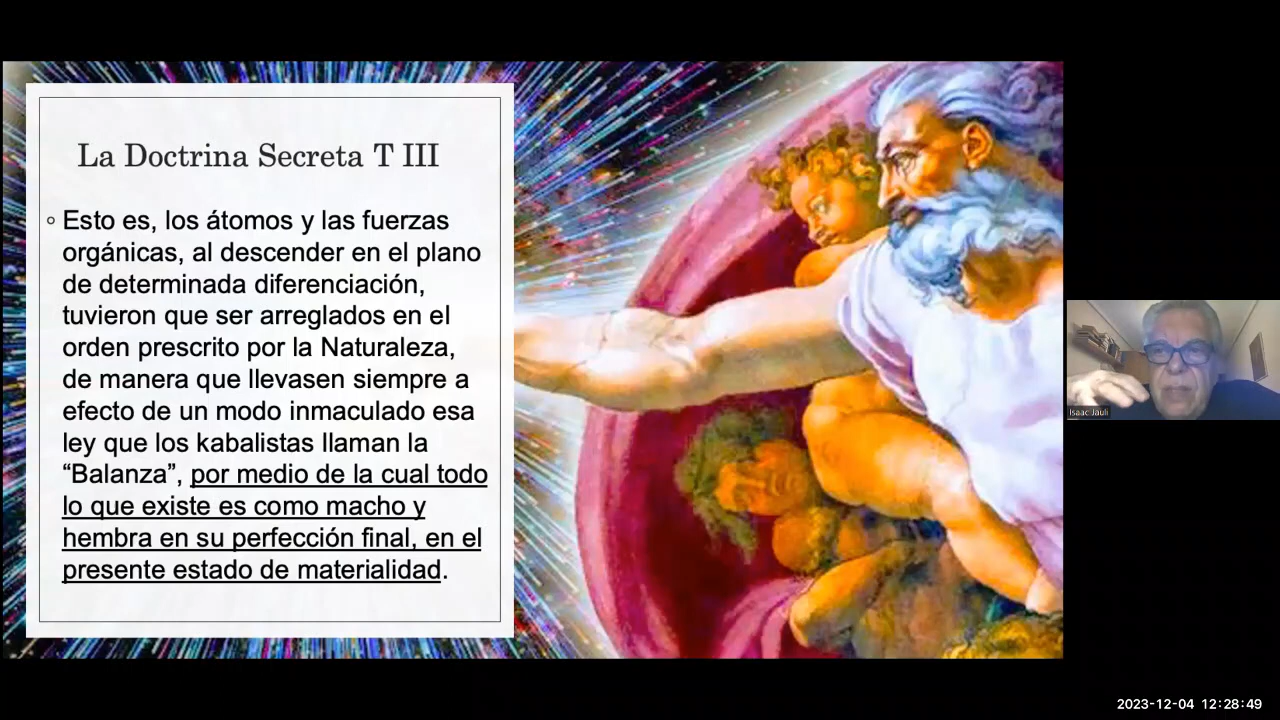 La Doctrina Secreta T III
◦ Esto es, los átomos y las fuerzas
orgánicas, al descender en el plano
de determinada diferenciación,
tuvieron que ser arreglados en el
orden prescrito por la Naturaleza,
de manera que llevasen siempre a
efecto de un modo inmaculado esa
ley que los kabalistas llaman la
“Balanza”, por medio de la cual todo
lo que existe es como macho y
hembra en su perfección final, en el
presente estado de materialidad.
Isaac Jauli
2023-12-04 12:28:49